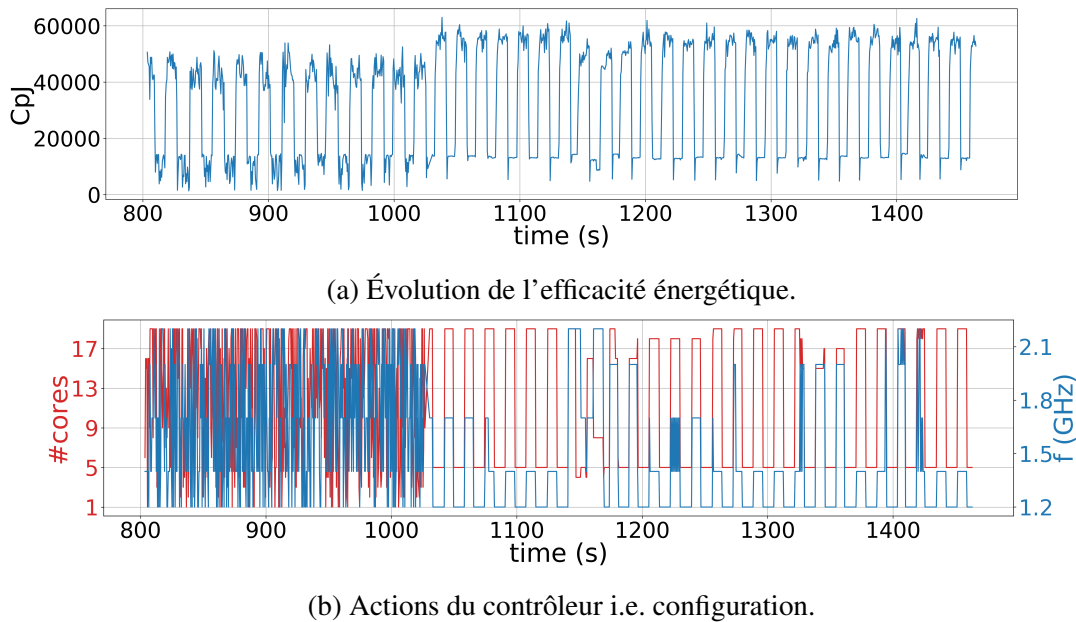 60000
40000
20000
0
CpJ
800 900 1000 1100 1200 1300 1400
time (s)
(a) Évolution de l'efficacité énergétique.
17
13
9
5
1
#cores
2.1
1.8
1.5
1.2
f (GHz)
800 900 1000 1100 1200 1300 1400
time (s)
(b) Actions du contrôleur i.e. configuration.